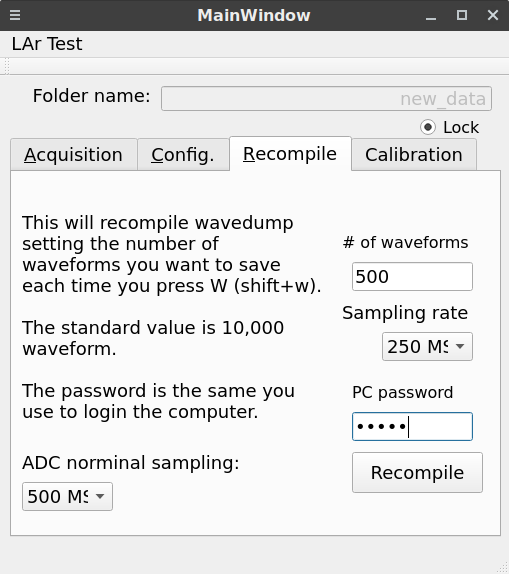 MainWindow
LAr Test
Folder name:
new_data
Lock
Acquisition
Config.
Recompile
Calibration
This will recompile wavedump
setting the number of
waveforms you want to save
each time you press W (shift+w).
The standard value is 10,000
waveform.
The password is the same you
use to login the computer.
ADC norminal sampling:
500 MS
# of waveforms
500
Sampling rate
250 MS
PC password
•••••
Recompile